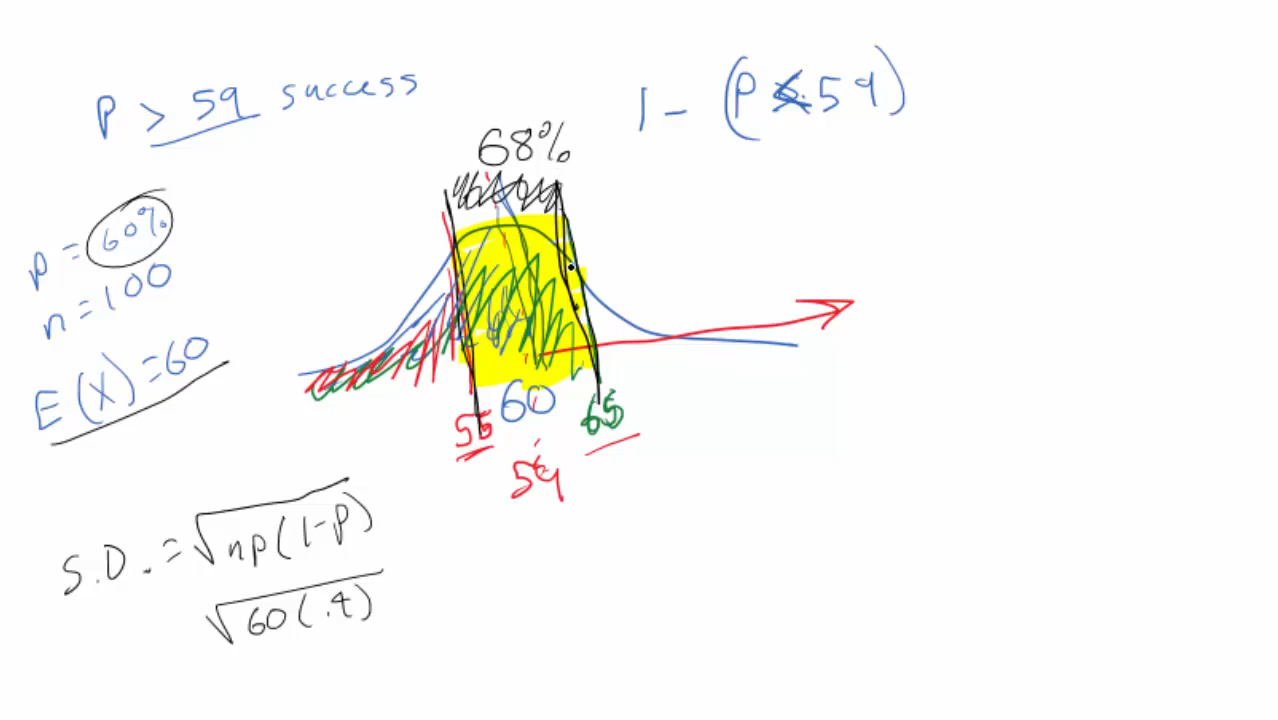 P > 59 success
1 - (P ≤ 59)
68%
p = 60%
n = 100
E(X) = 60
55
60
65
59
S.D. = √np(1-p)
√60(.4)